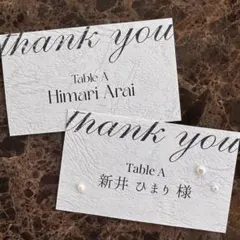 thank you
Table A
Himari Arai
thank you
Table A
新井 ひまり 様